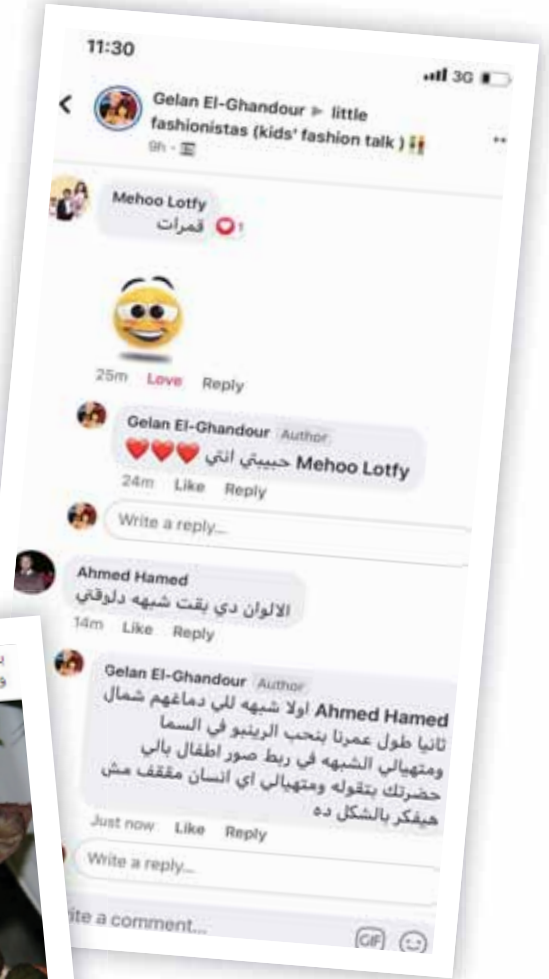 11:30
3G
Gelan El-Ghandour ▸ little
fashionistas (kids' fashion talk )
9h ·
Mehoo Lotfy
قمرات
1
25m Love Reply
Gelan El-Ghandour Author
Mehoo Lotfy حبيبتي انتي ❤️❤️❤️
24m Like Reply
Write a reply...
Ahmed Hamed
الالوان دي بقت شبهه دلوقتي
14m Like Reply
Gelan El-Ghandour Author
Ahmed Hamed اولا شبهه للي دماغهم شمال
ثانيا طول عمرنا بنحب الرينبو في السما
ومتهيالي الشبهه في ربط صور اطفال بالي
حضرتك بتقوله ومتهيالي اي انسان مققف مش
هيفكر بالشكل ده
Just now Like Reply
Write a reply...
ite a comment...
GIF